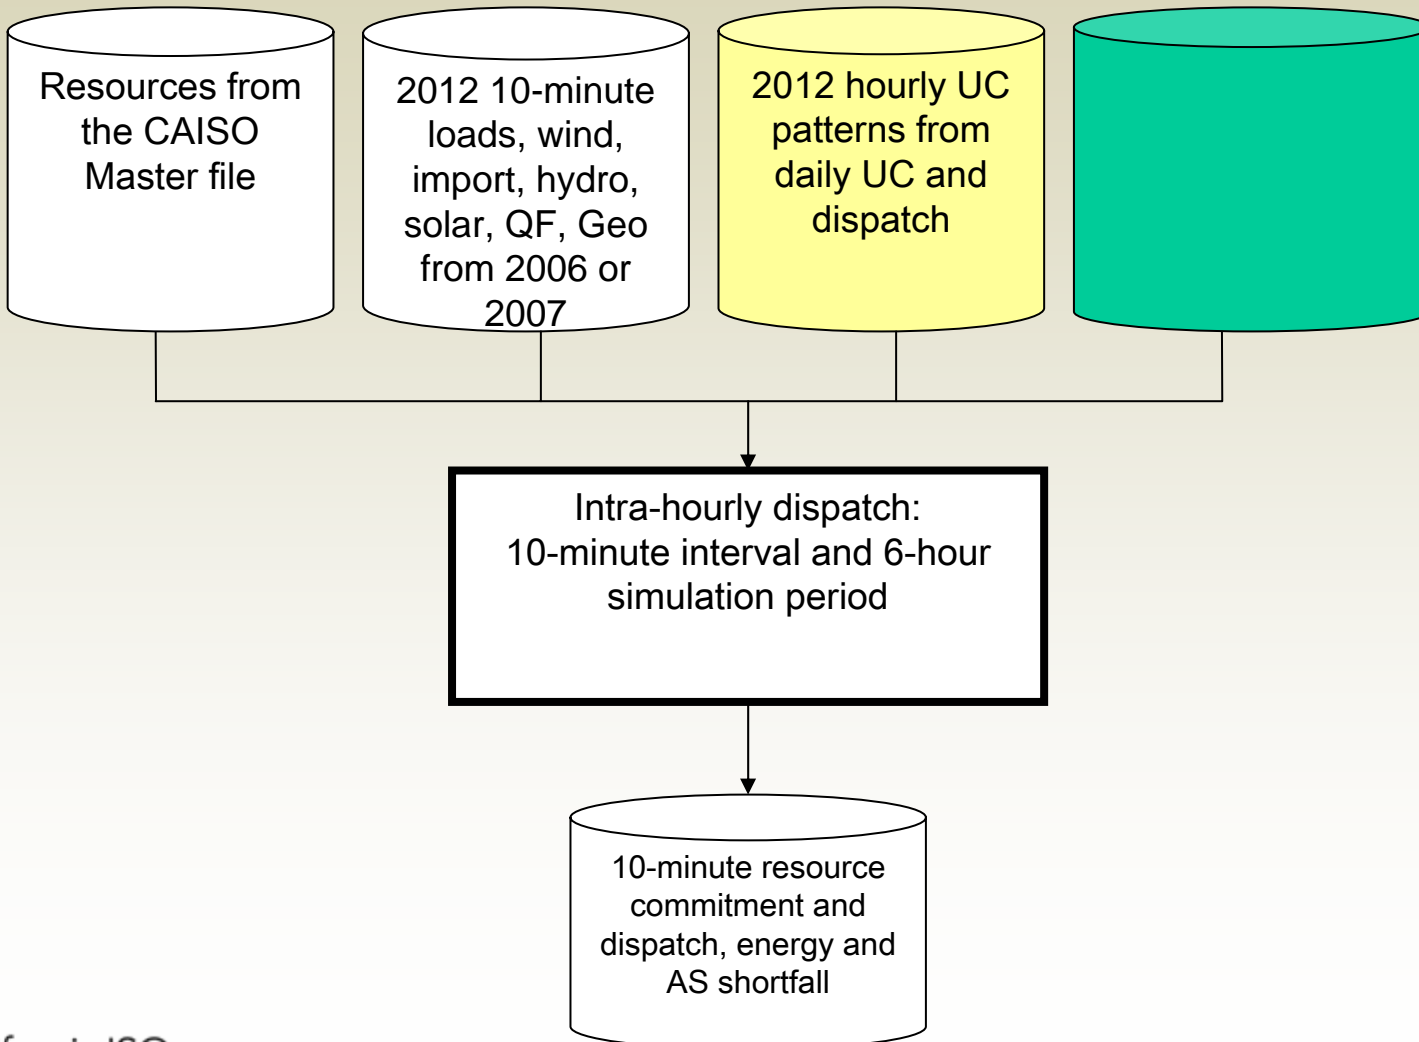 Resources from
the CAISO
Master file
2012 10-minute
loads, wind,
import, hydro,
solar, QF, Geo
from 2006 or
2007
2012 hourly UC
patterns from
daily UC and
dispatch
Intra-hourly dispatch:
10-minute interval and 6-hour
simulation period
10-minute resource
commitment and
dispatch, energy and
AS shortfall